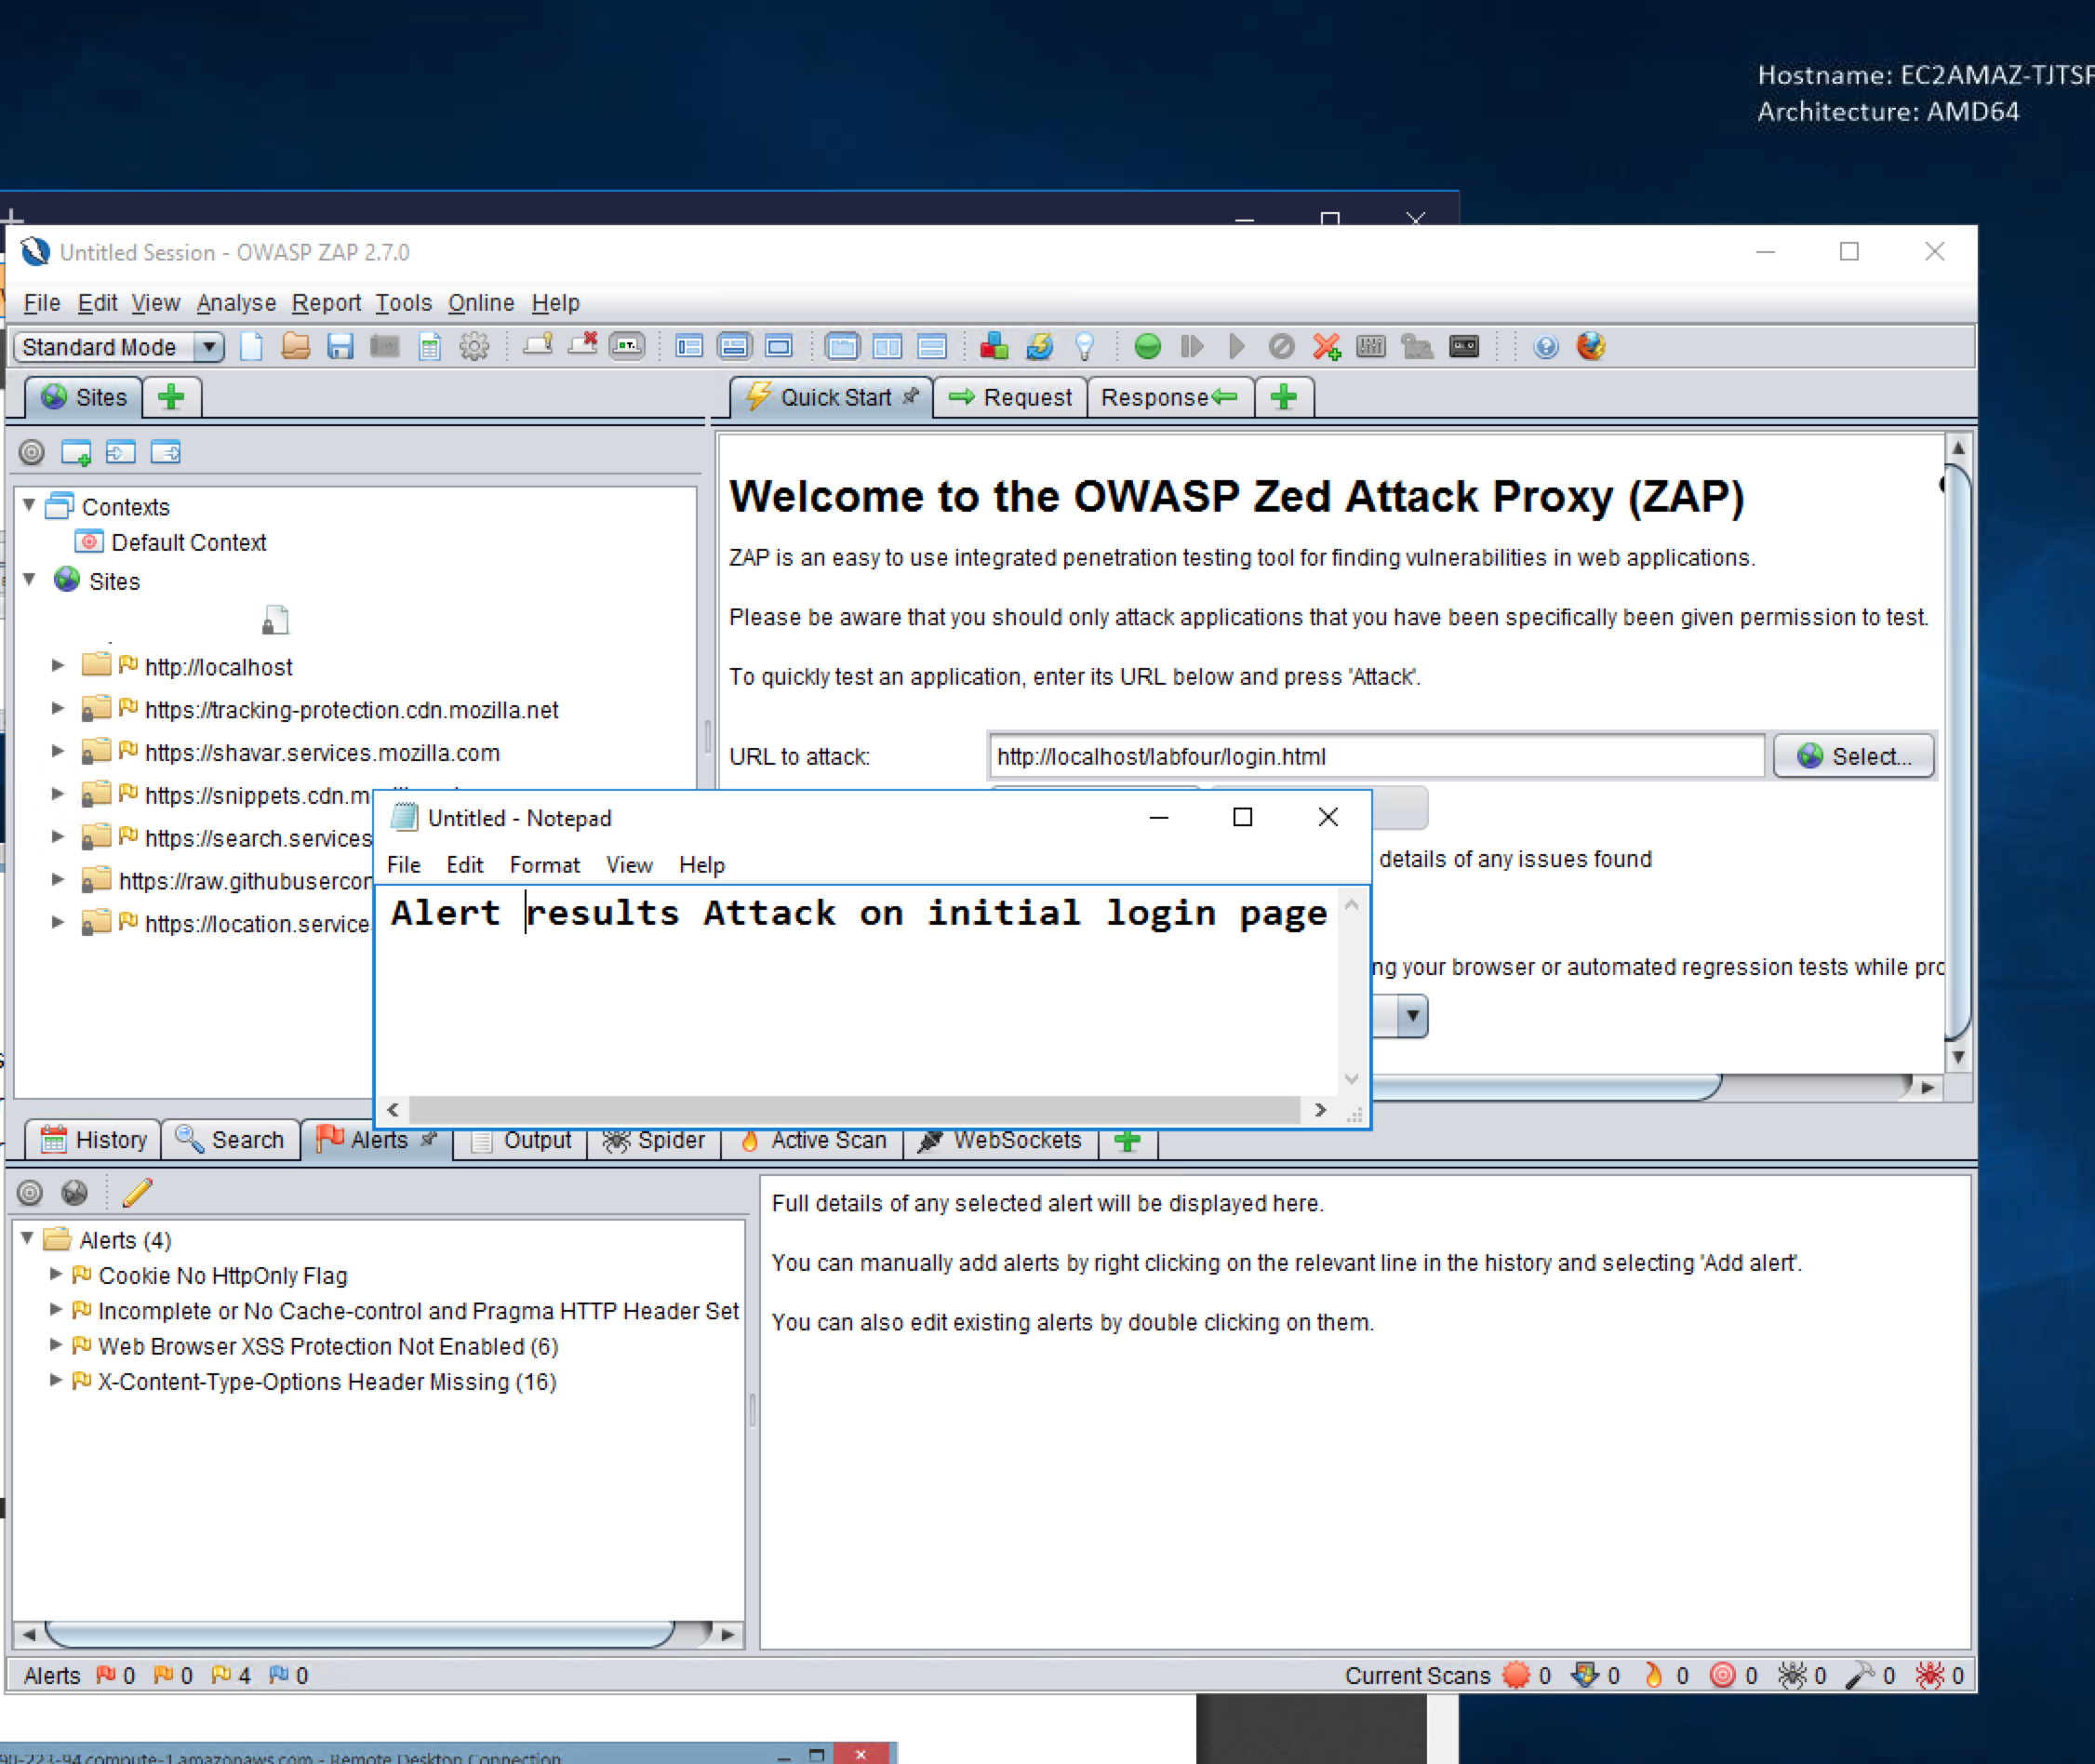 Hostname: EC2AMAZ-TJTSF
Architecture: AMD64
Untitled Session - OWASP ZAP 2.7.0
File Edit View Analyse Report Tools Online Help
Standard Mode
Sites
Quick Start
Request
Response
Contexts
Default Context
Sites
http://localhost
https://tracking-protection.cdn.mozilla.net
https://shavar.services.mozilla.com
https://snippets.cdn.m
https://search.services
https://raw.githubusercon
https://location.service
Welcome to the OWASP Zed Attack Proxy (ZAP)
ZAP is an easy to use integrated penetration testing tool for finding vulnerabilities in web applications.
Please be aware that you should only attack applications that you have been specifically been given permission to test.
To quickly test an application, enter its URL below and press 'Attack'.
URL to attack: http://localhost/labfour/login.html Select...
details of any issues found
ng your browser or automated regression tests while pro
Untitled - Notepad
File Edit Format View Help
Alert results Attack on initial login page
History Search Alerts Output Spider Active Scan WebSockets
Alerts (4)
Cookie No HttpOnly Flag
Incomplete or No Cache-control and Pragma HTTP Header Set
Web Browser XSS Protection Not Enabled (6)
X-Content-Type-Options Header Missing (16)
Full details of any selected alert will be displayed here.
You can manually add alerts by right clicking on the relevant line in the history and selecting 'Add alert'.
You can also edit existing alerts by double clicking on them.
Alerts 0 0 4 0
Current Scans 0 0 0 0 0 0 0
90-223-94.compute-1.amazonaws.com - Remote Desktop Connection